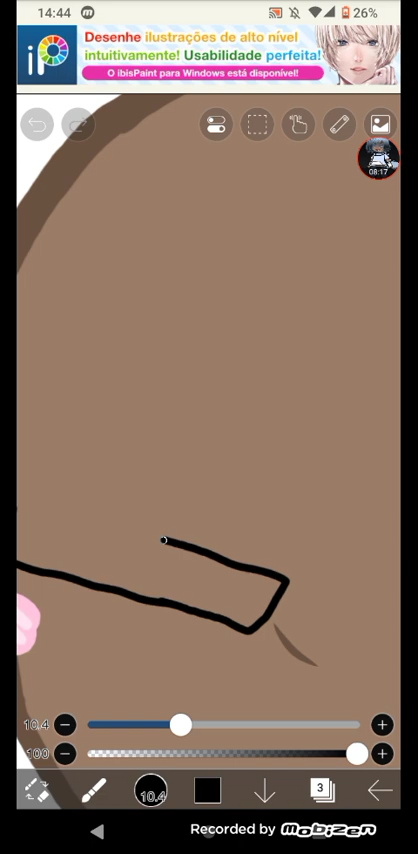 14:44
26%
iP
Desenhe ilustrações de alto nível
intuitivamente! Usabilidade perfeita!
O ibisPaint para Windows está disponível!
08:17
10.4
100
10.4
3
Recorded by mobizen